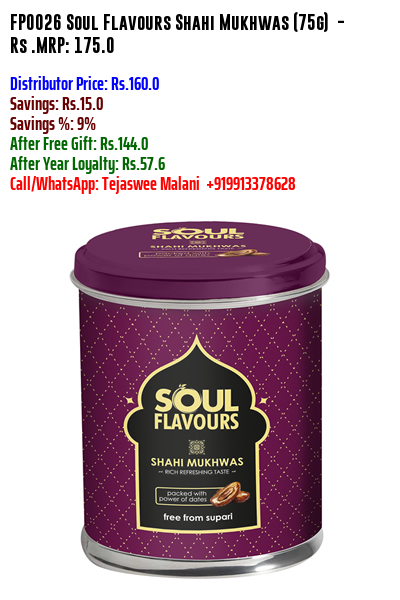 FP0026 Soul Flavours Shahi Mukhwas (75g) -
Rs .MRP: 175.0
Distributor Price: Rs.160.0
Savings: Rs.15.0
Savings %: 9%
After Free Gift: Rs.144.0
After Year Loyalty: Rs.57.6
Call/WhatsApp: Tejaswee Malani +919913378628
SOUL
FLAVOURS
SHAHI MUKHWAS
SOUL
FLAVOURS
SHAHI MUKHWAS
RICH REFRESHING TASTE
packed with
power of dates
free from supari